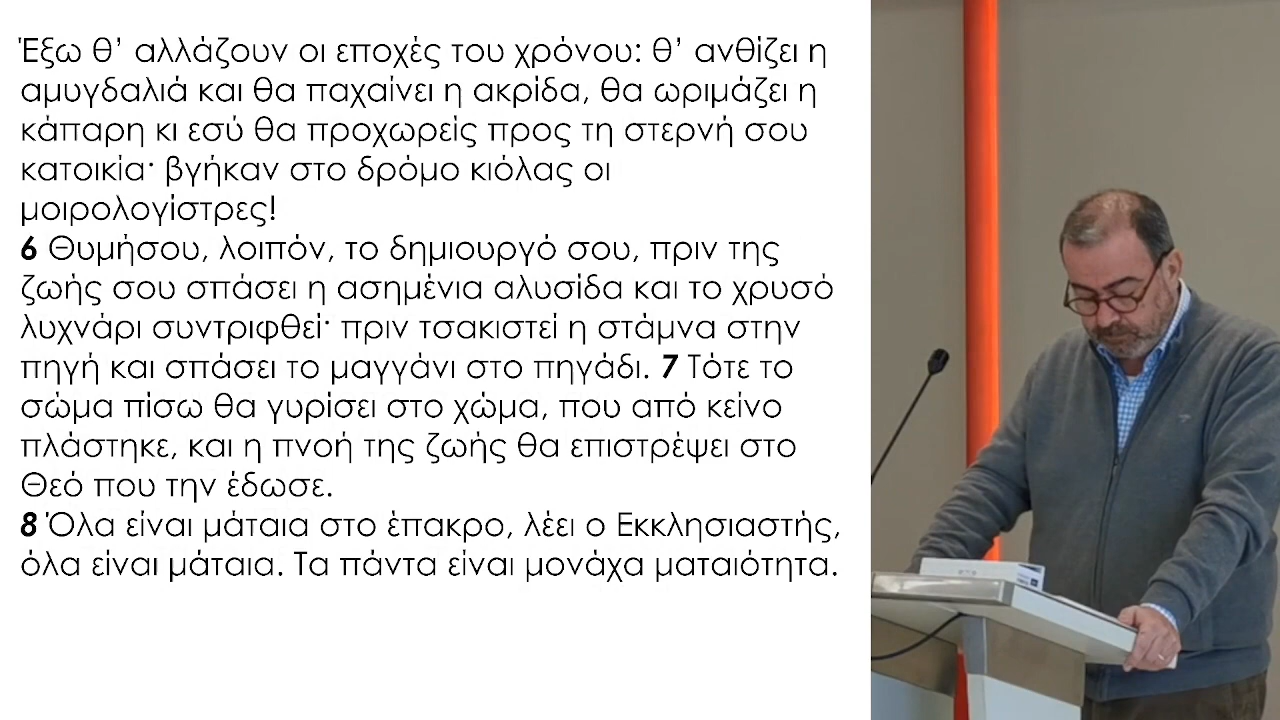 Έξω θ’ αλλάζουν οι εποχές του χρόνου: θ’ ανθίζει η
αμυγδαλιά και θα παχαίνει η ακρίδα, θα ωριμάζει η
κάπαρη κι εσύ θα προχωρείς προς τη στερνή σου
κατοικία· βγήκαν στο δρόμο κιόλας οι
μοιρολογίστρες!
6 Θυμήσου, λοιπόν, το δημιουργό σου, πριν της
ζωής σου σπάσει η ασημένια αλυσίδα και το χρυσό
λυχνάρι συντριφθεί· πριν τσακιστεί η στάμνα στην
πηγή και σπάσει το μαγγάνι στο πηγάδι. 7 Τότε το
σώμα πίσω θα γυρίσει στο χώμα, που από κείνο
πλάστηκε, και η πνοή της ζωής θα επιστρέψει στο
Θεό που την έδωσε.
8 Όλα είναι μάταια στο έπακρο, λέει ο Εκκλησιαστής,
όλα είναι μάταια. Τα πάντα είναι μονάχα ματαιότητα.